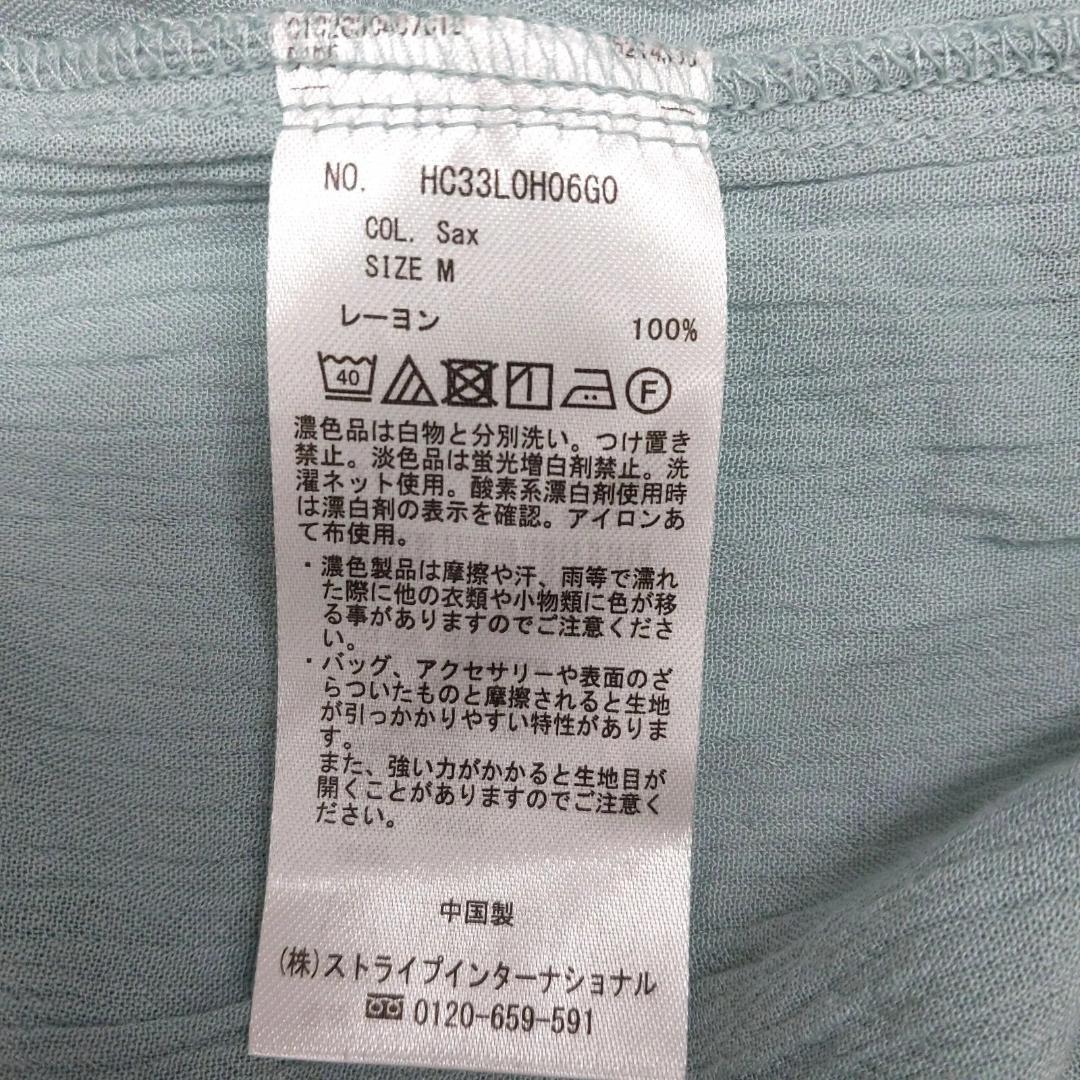 NO. HC33L0H06G0
COL. Sax
SIZE M
レーヨン 100%
40 F
濃色品は白物と分別洗い。つけ置き
禁止。淡色品は蛍光増白剤禁止。洗
濯ネット使用。酸素系漂白剤使用時
は漂白剤の表示を確認。アイロンあ
て布使用。
・濃色製品は摩擦や汗、雨等で濡れ
た際に他の衣類や小物類に色が移
る事がありますのでご注意くださ
い。
・バッグ、アクセサリーや表面のざ
らついたものと摩擦されると生地
が引っかかりやすい特性がありま
す。
また、強い力がかかると生地目が
開くことがありますのでご注意く
ださい。
中国製
(株)ストライプインターナショナル
0120-659-591